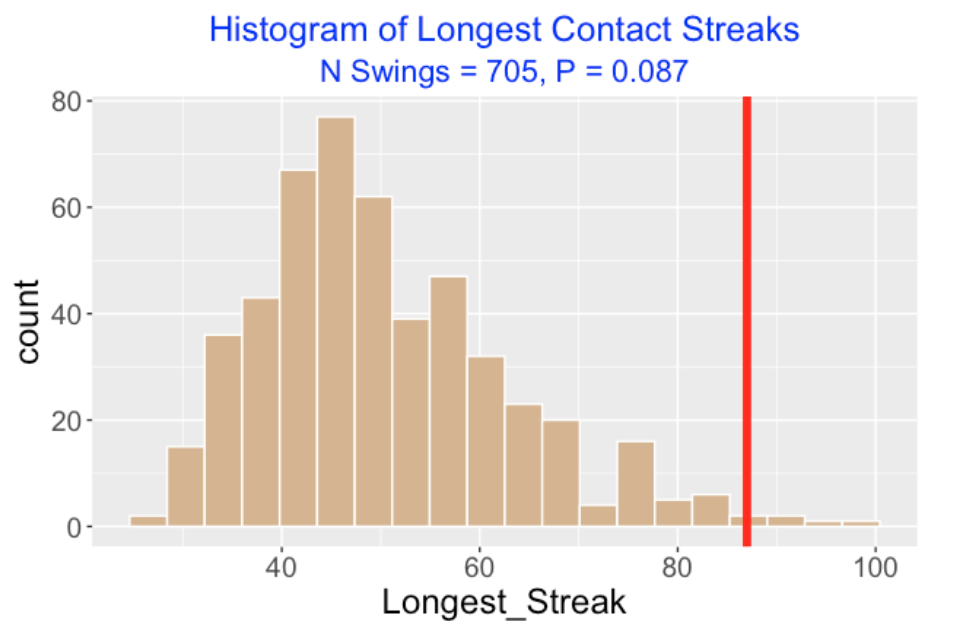 Histogram of Longest Contact Streaks
N Swings = 705, P = 0.087
80
60
40
20
0
count
40 60 80 100
Longest_Streak